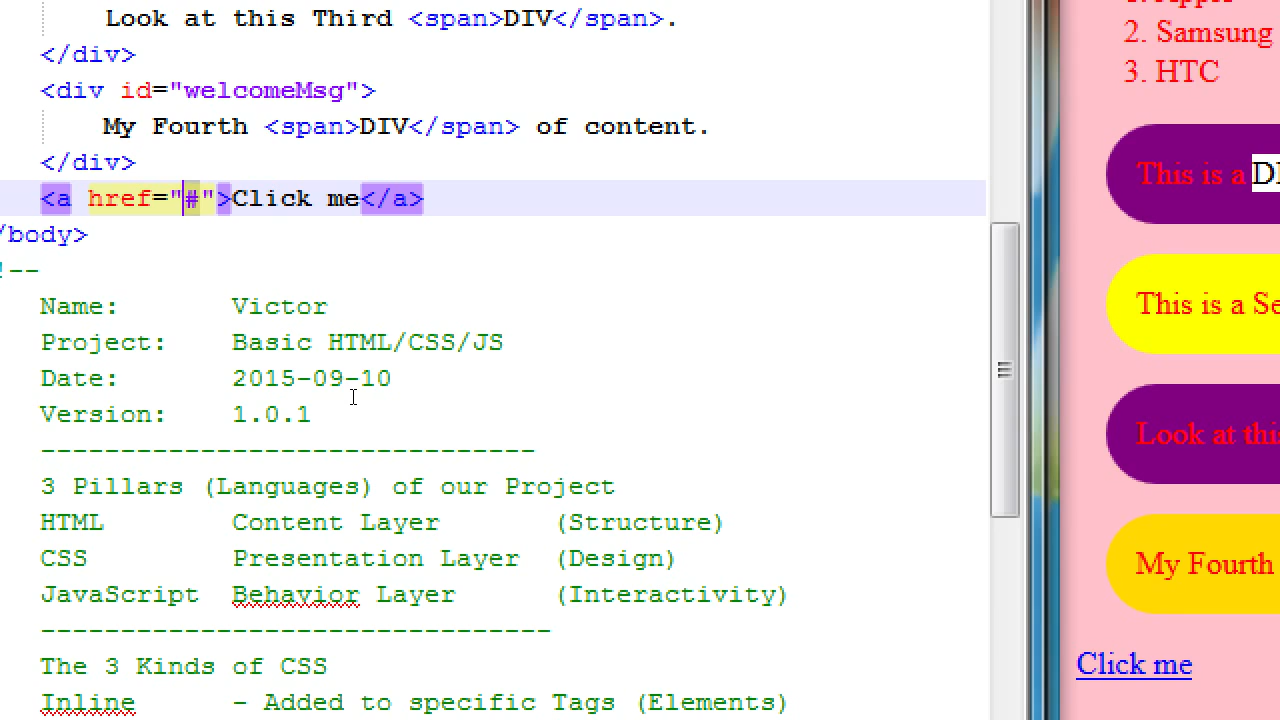 Look at this Third <span>DIV</span>.
</div>
<div id="welcomeMsg">
My Fourth <span>DIV</span> of content.
</div>
<a href="#">Click me</a>
/body>
!--
Name: Victor
Project: Basic HTML/CSS/JS
Date: 2015-09-10
Version: 1.0.1
-------------------------------
3 Pillars (Languages) of our Project
HTML Content Layer (Structure)
CSS Presentation Layer (Design)
JavaScript Behavior Layer (Interactivity)
--------------------------------
The 3 Kinds of CSS
Inline - Added to specific Tags (Elements)
2. Samsung
3. HTC
This is a
This is a Se
Look at this
My Fourth
Click me